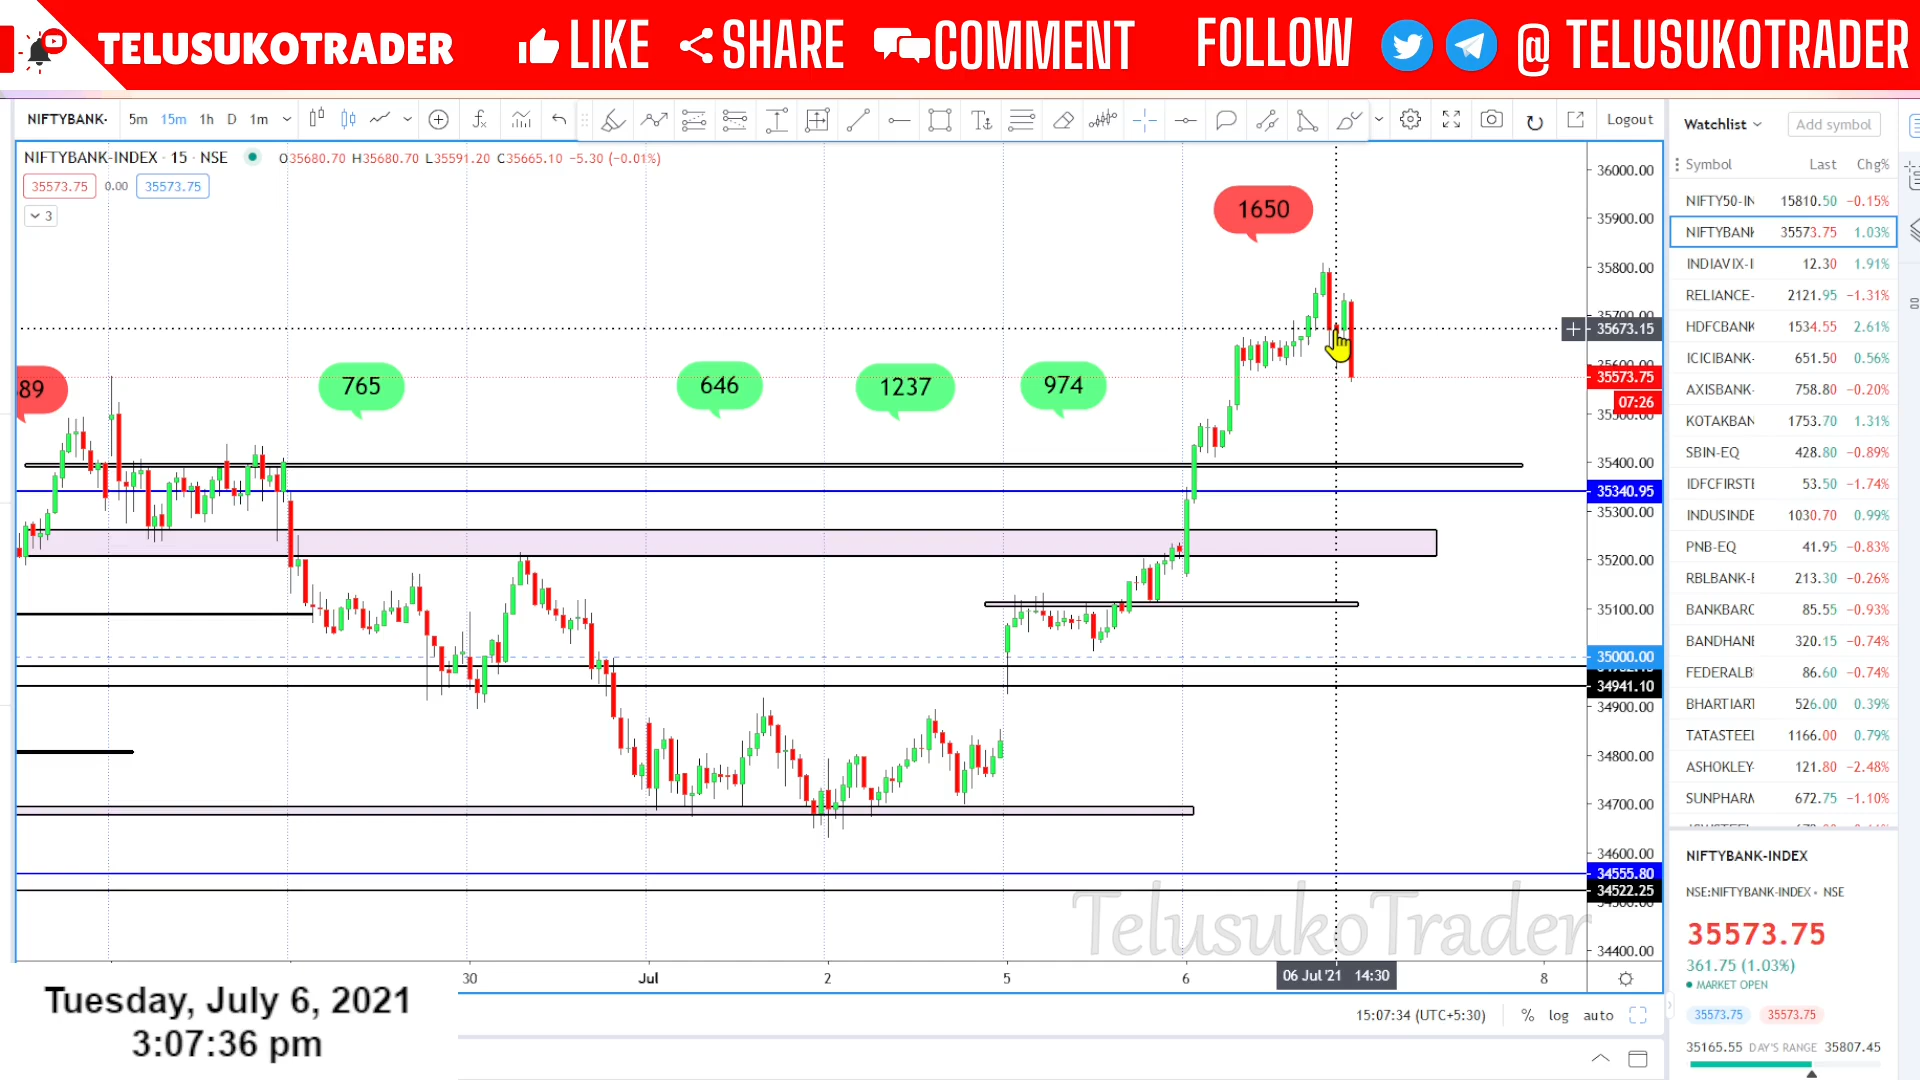 TELUSUKOTRADER LIKE SHARE COMMENT FOLLOW @ TELUSUKOTRADER
NIFTYBANK- 5m 15m 1h D 1m Logout
NIFTYBANK-INDEX · 15 · NSE O35680.70 H35680.70 L35591.20 C35665.10 −5.30 (−0.01%)
35573.75 0.00 35573.75
3
1650
89
765
646
1237
974
36000.00
35900.00
35800.00
35673.15
35573.75
07:26
35400.00
35340.95
35300.00
35200.00
35100.00
35000.00
34941.10
34900.00
34800.00
34700.00
34600.00
34555.80
34522.25
34400.00
TelusukoTrader
30 Jul 2 5 6 06 Jul '21 14:30 8
Tuesday, July 6, 2021
3:07:36 pm
15:07:34 (UTC+5:30) % log auto
Watchlist Add symbol
Symbol Last Chg%
NIFTY50-IN 15810.50 −0.15%
NIFTYBANK 35573.75 1.03%
INDIAVIX-I 12.30 1.91%
RELIANCE- 2121.95 −1.31%
HDFCBANK 1534.55 2.61%
ICICIBANK- 651.50 0.56%
AXISBANK- 758.80 −0.20%
KOTAKBAN 1753.70 1.31%
SBIN-EQ 428.80 −0.89%
IDFCFIRSTB 53.50 −1.74%
INDUSINDB 1030.70 0.99%
PNB-EQ 41.95 −0.83%
RBLBANK-E 213.30 −0.26%
BANKBARO 85.55 −0.93%
BANDHANB 320.15 −0.74%
FEDERALB 86.60 −0.74%
BHARTIART 526.00 0.39%
TATASTEEL 1166.00 0.79%
ASHOKLEY- 121.80 −2.48%
SUNPHARM 672.75 −1.10%
NIFTYBANK-INDEX
NSE:NIFTYBANK-INDEX • NSE
35573.75
361.75 (1.03%)
MARKET OPEN
35573.75 35573.75
35165.55 DAY'S RANGE 35807.45